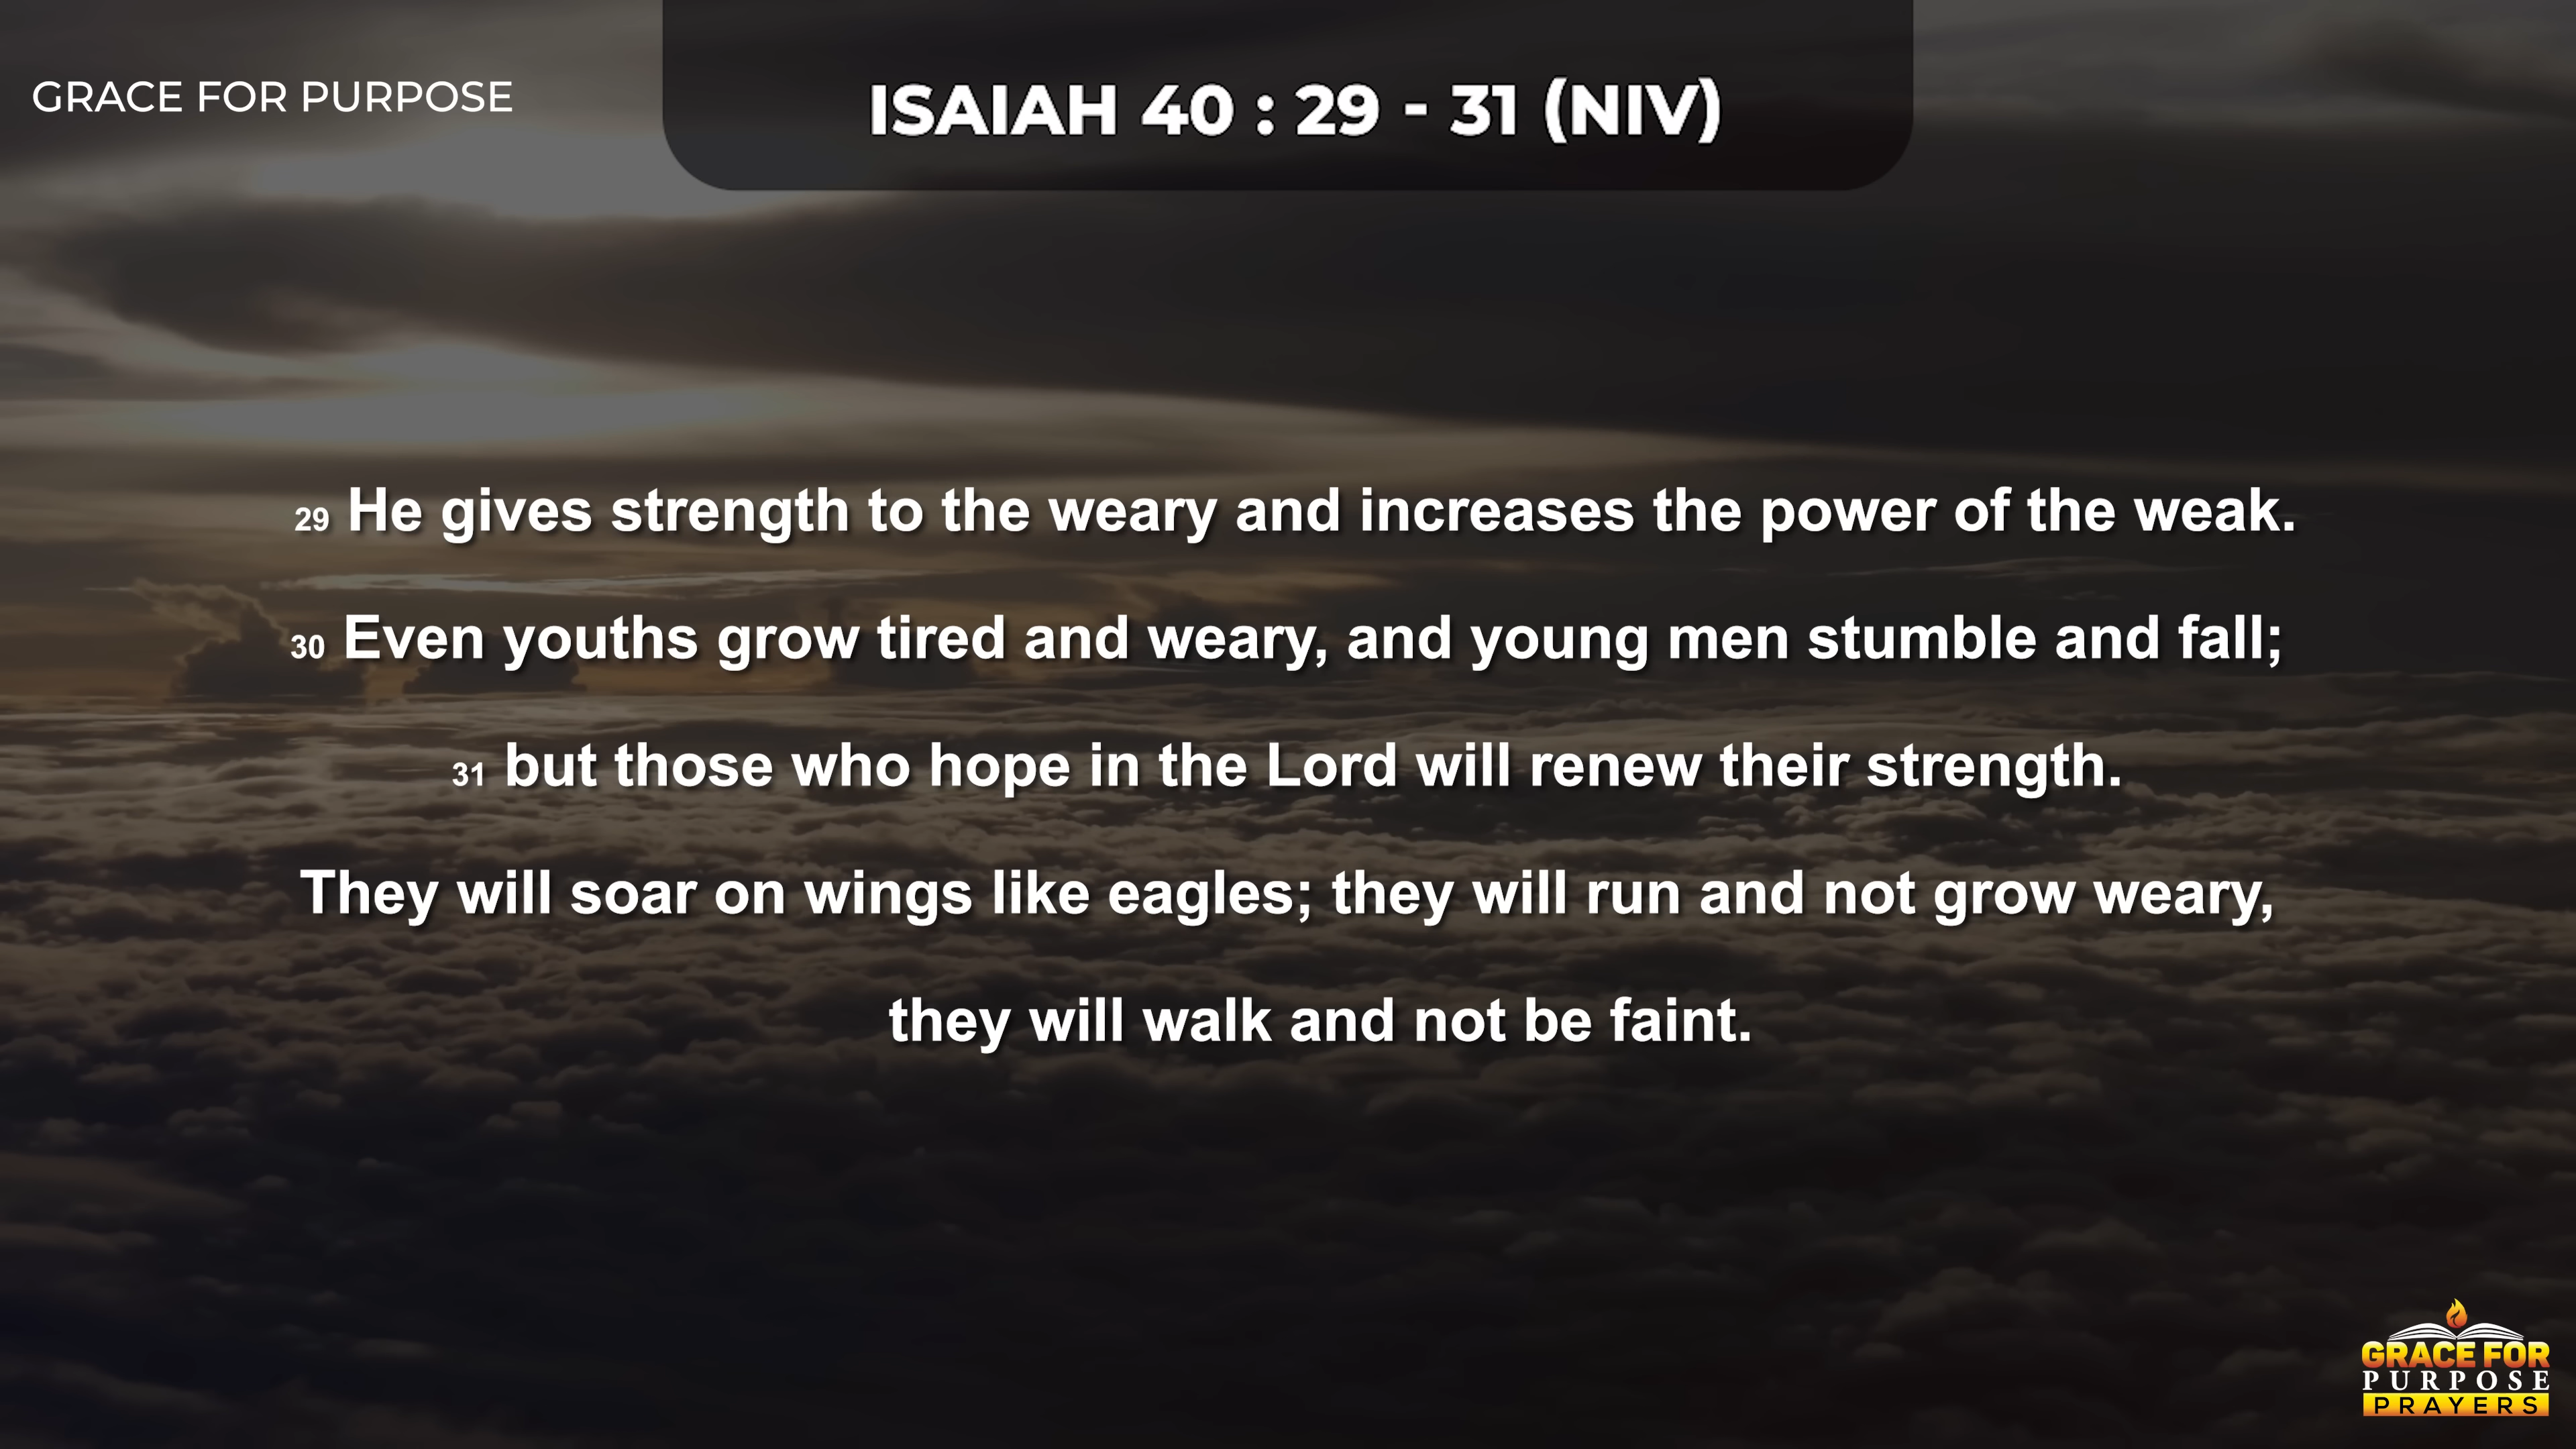 GRACE FOR PURPOSE
ISAIAH 40 : 29 - 31 (NIV)
29 He gives strength to the weary and increases the power of the weak.
30 Even youths grow tired and weary, and young men stumble and fall;
31 but those who hope in the Lord will renew their strength.
They will soar on wings like eagles; they will run and not grow weary,
they will walk and not be faint.
GRACE FOR
PURPOSE
PRAYERS